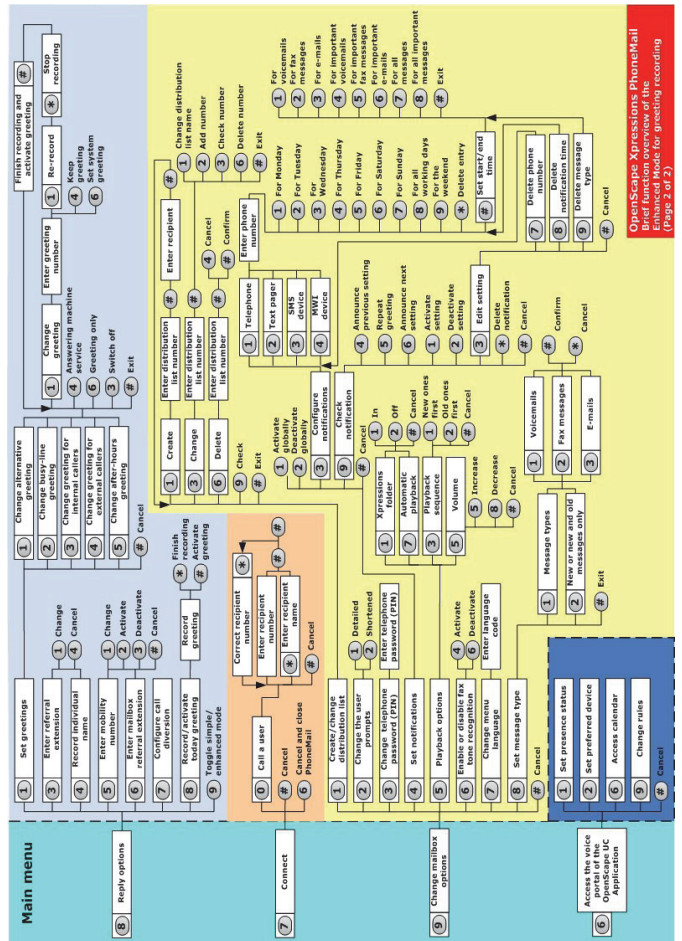 Main menu
8 Reply options
1 Set greetings
3 Enter referral
extension
1 Change
4 Cancel
4 Record individual
name
5 Enter mobility
number
6 Enter mailbox
referral extension
1 Change
2 Activate
3 Deactivate
# Cancel
7 Configure call
diversion
8 Record/activate
today greeting
Record
greeting
* Finish
recording
# Activate
greeting
9 Toggle simple/
enhanced mode
1 Change alternative
greeting
2 Change busy-line
greeting
3 Change greeting for
internal callers
4 Change greeting for
external callers
5 Change after-hours
greeting
# Cancel
1 Change
greeting
4 Answering machine
service
6 Greeting only
3 Switch off
# Exit
Enter greeting
number
1 Re-record
4 Keep
greeting
6 Set system
greeting
* Stop
recording
Finish recording and
activate greeting #
7 Connect
0 Call a user
# Cancel
6 Cancel and close
PhoneMail
Correct recipient
number *
Enter recipient
number #
* Enter recipient
name
# Cancel
#
9 Change mailbox
options
1 Create/change
distribution list
2 Change the user
prompts
1 Detailed
2 Shortened
3 Change telephone
password (PIN)
Enter telephone
password (PIN)
4 Set notifications
5 Playback options
6 Enable or disable fax
tone recognition
4 Activate
6 Deactivate
7 Change menu
language
Enter language
code
8 Set message type
# Cancel
1 Create
Enter distribution
list number #
Enter recipient #
3 Change
Enter distribution
list number #
6 Delete
Enter distribution
list number #
4 Cancel
# Confirm
9 Check
# Exit
1 Change distribution
list name
2 Add number
3 Check number
6 Delete number
# Exit
1 Activate
globally
2 Deactivate
globally
3 Configure
notifications
9 Check
notification
# Cancel
1 Telephone
2 Text pager
3 SMS
device
4 MWI
device
Enter phone
number #
1 For Monday
2 For Tuesday
3 For
Wednesday
4 For Thursday
5 For Friday
6 For Saturday
7 For Sunday
8 For all
working days
9 For the
weekend
* Delete entry
# Set start/end
time
1 For
voicemails
2 For fax
messages
3 For e-mails
4 For important
voicemails
5 For important
fax messages
6 For important
e-mails
7 For all
messages
8 For all important
messages
# Exit
4 Announce
previous setting
5 Repeat
greeting
6 Announce next
setting
1 Activate
setting
2 Deactivate
setting
3 Edit setting
* Delete
notification
# Cancel
7 Delete phone
number
8 Delete
notification time
9 Delete message
type
# Cancel
1 Xpressions
folder
7 Automatic
playback
1 In
2 Off
# Cancel
3 Playback
sequence
1 New ones
first
2 Old ones
first
# Cancel
5 Volume
5 Increase
8 Decrease
# Cancel
1 Message types
2 New or new and old
messages only
# Exit
1 Voicemails
2 Fax messages
3 E-mails
# Confirm
* Cancel
6 Access the voice
portal of the
OpenScape UC
Application
1 Set presence status
2 Set preferred device
6 Access calendar
9 Change rules
# Cancel
OpenScape Xpressions PhoneMail
Brief function overview of the
Enhanced Mode for greeting recording
(Page 2 of 2)